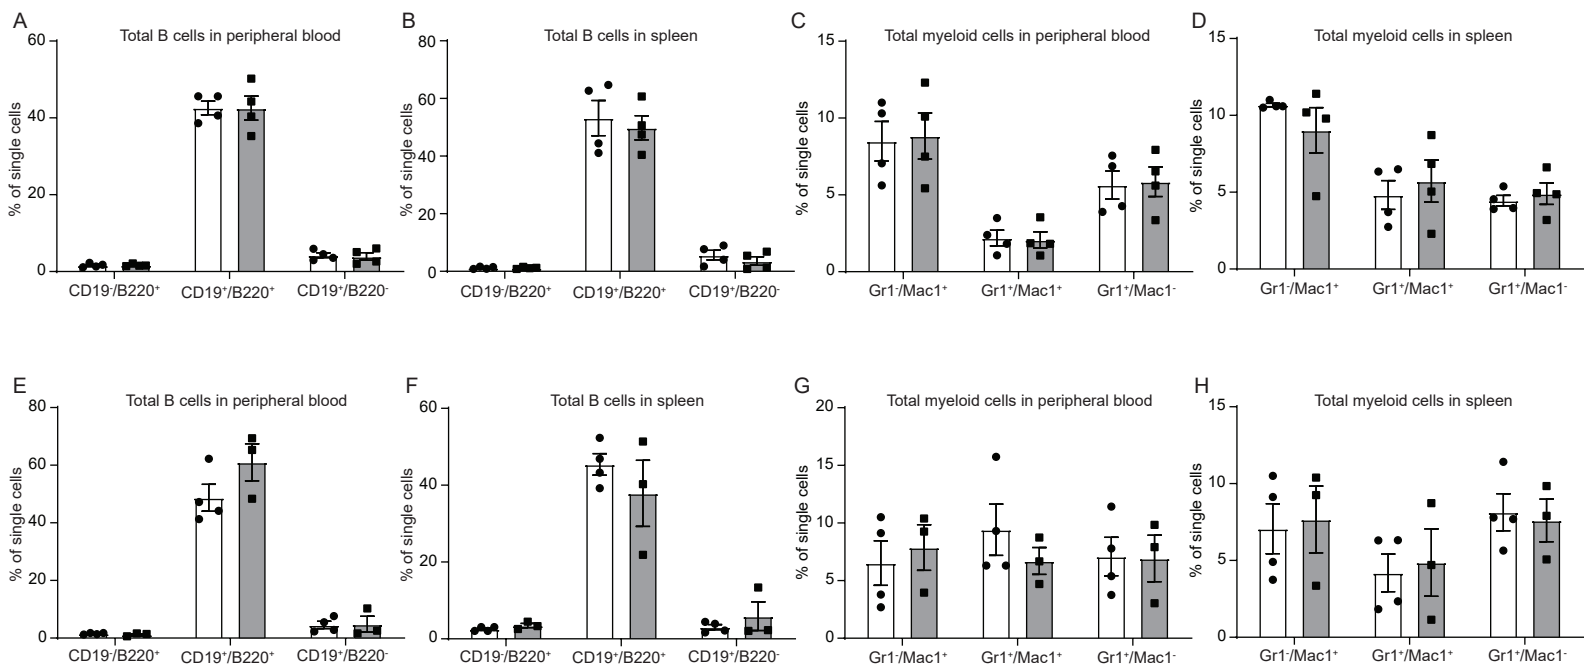 A
Total B cells in peripheral blood
% of single cells
60
40
20
0
CD19⁻/B220⁺
CD19⁺/B220⁺
CD19⁺/B220⁻
B
Total B cells in spleen
% of single cells
80
60
40
20
0
CD19⁻/B220⁺
CD19⁺/B220⁺
CD19⁺/B220⁻
C
Total myeloid cells in peripheral blood
% of single cells
15
10
5
0
Gr1⁻/Mac1⁺
Gr1⁺/Mac1⁺
Gr1⁺/Mac1⁻
D
Total myeloid cells in spleen
% of single cells
15
10
5
0
Gr1⁻/Mac1⁺
Gr1⁺/Mac1⁺
Gr1⁺/Mac1⁻
E
Total B cells in peripheral blood
% of single cells
80
60
40
20
0
CD19⁻/B220⁺
CD19⁺/B220⁺
CD19⁺/B220⁻
F
Total B cells in spleen
% of single cells
60
40
20
0
CD19⁻/B220⁺
CD19⁺/B220⁺
CD19⁺/B220⁻
G
Total myeloid cells in peripheral blood
% of single cells
20
15
10
5
0
Gr1⁻/Mac1⁺
Gr1⁺/Mac1⁺
Gr1⁺/Mac1⁻
H
Total myeloid cells in spleen
% of single cells
15
10
5
0
Gr1⁻/Mac1⁺
Gr1⁺/Mac1⁺
Gr1⁺/Mac1⁻